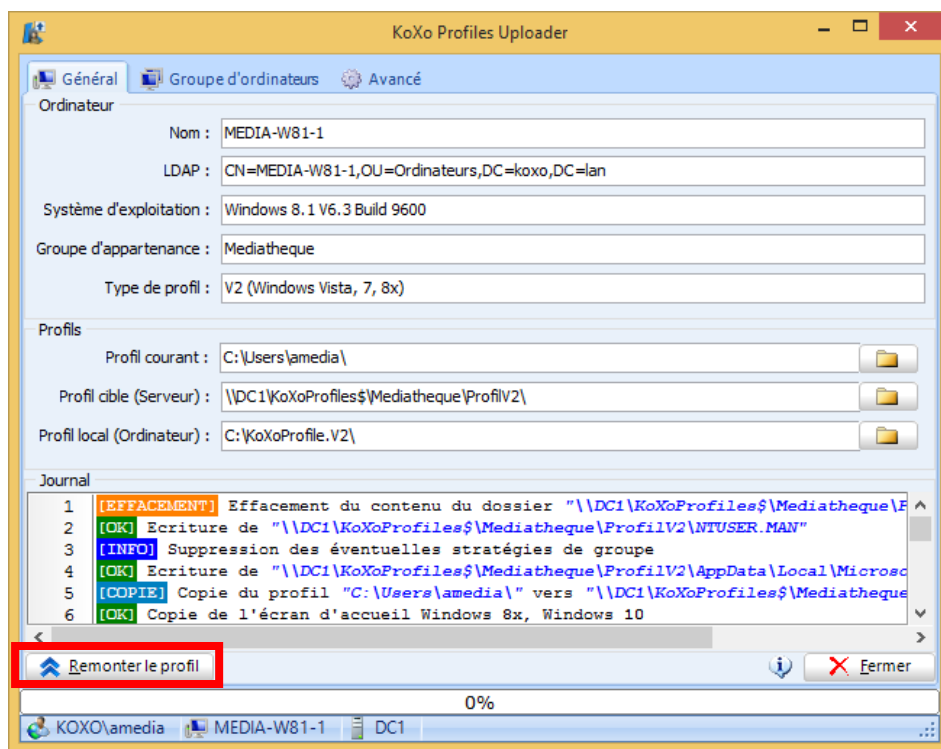 KoXo Profiles Uploader
Général Groupe d'ordinateurs Avancé
Ordinateur
Nom : MEDIA-W81-1
LDAP : CN=MEDIA-W81-1,OU=Ordinateurs,DC=koxo,DC=lan
Système d'exploitation : Windows 8.1 V6.3 Build 9600
Groupe d'appartenance : Mediatheque
Type de profil : V2 (Windows Vista, 7, 8x)
Profils
Profil courant : C:\Users\amedia\
Profil cible (Serveur) : \\DC1\KoXoProfiles$\Mediatheque\ProfilV2\
Profil local (Ordinateur) : C:\KoXoProfile.V2\
Journal
1 [EFFACEMENT] Effacement du contenu du dossier "\\DC1\KoXoProfiles$\Mediatheque\P
2 [OK] Ecriture de "\\DC1\KoXoProfiles$\Mediatheque\ProfilV2\NTUSER.MAN"
3 [INFO] Suppression des éventuelles stratégies de groupe
4 [OK] Ecriture de "\\DC1\KoXoProfiles$\Mediatheque\ProfilV2\AppData\Local\Microso
5 [COPIE] Copie du profil "C:\Users\amedia\" vers "\\DC1\KoXoProfiles$\Mediatheque
6 [OK] Copie de l'écran d'accueil Windows 8x, Windows 10
Remonter le profil Fermer
0%
KOXO\amedia MEDIA-W81-1 DC1